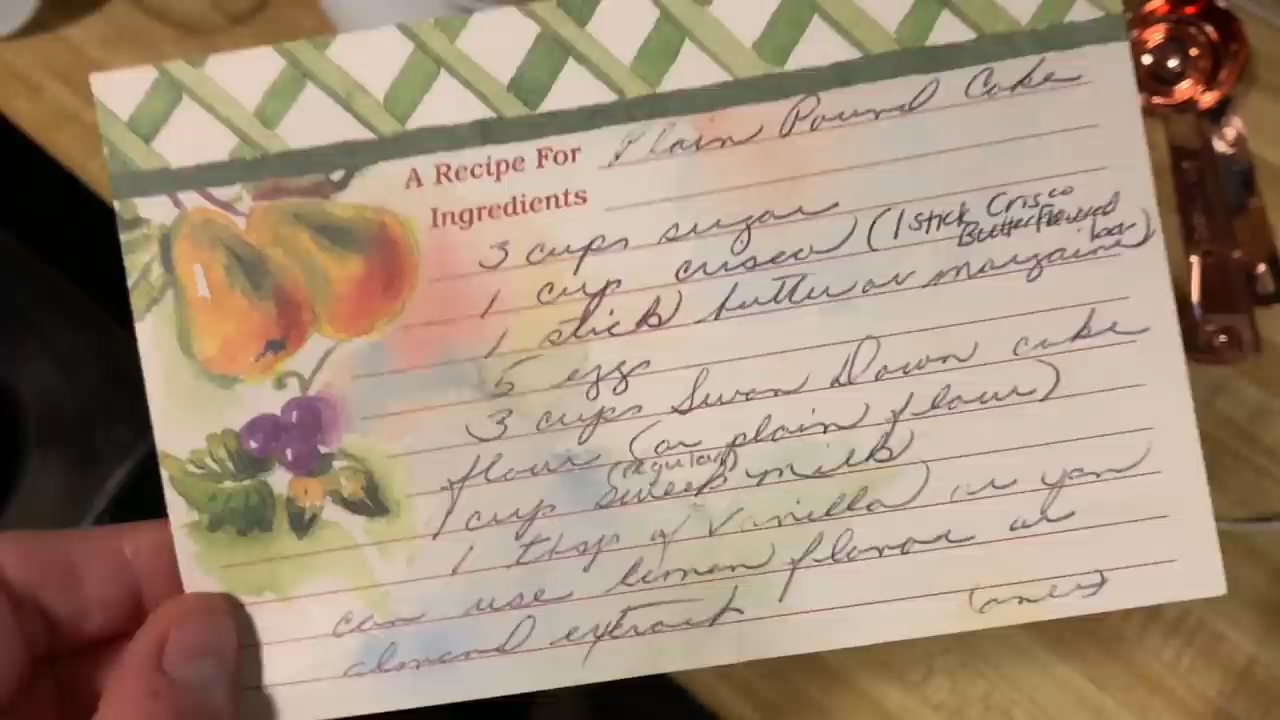 A Recipe For Plain Pound Cake
Ingredients
3 cups sugar
1 cup crisco (1 stick Crisco
Butter Flavored
bar)
1 stick butter or margarine
5 eggs
3 cups Swan Down cake
flour (or plain flour)
(regular)
1 cup sweet milk
1 tbsp of Vanilla or you
can use lemon flavor or
almond extract
(over)